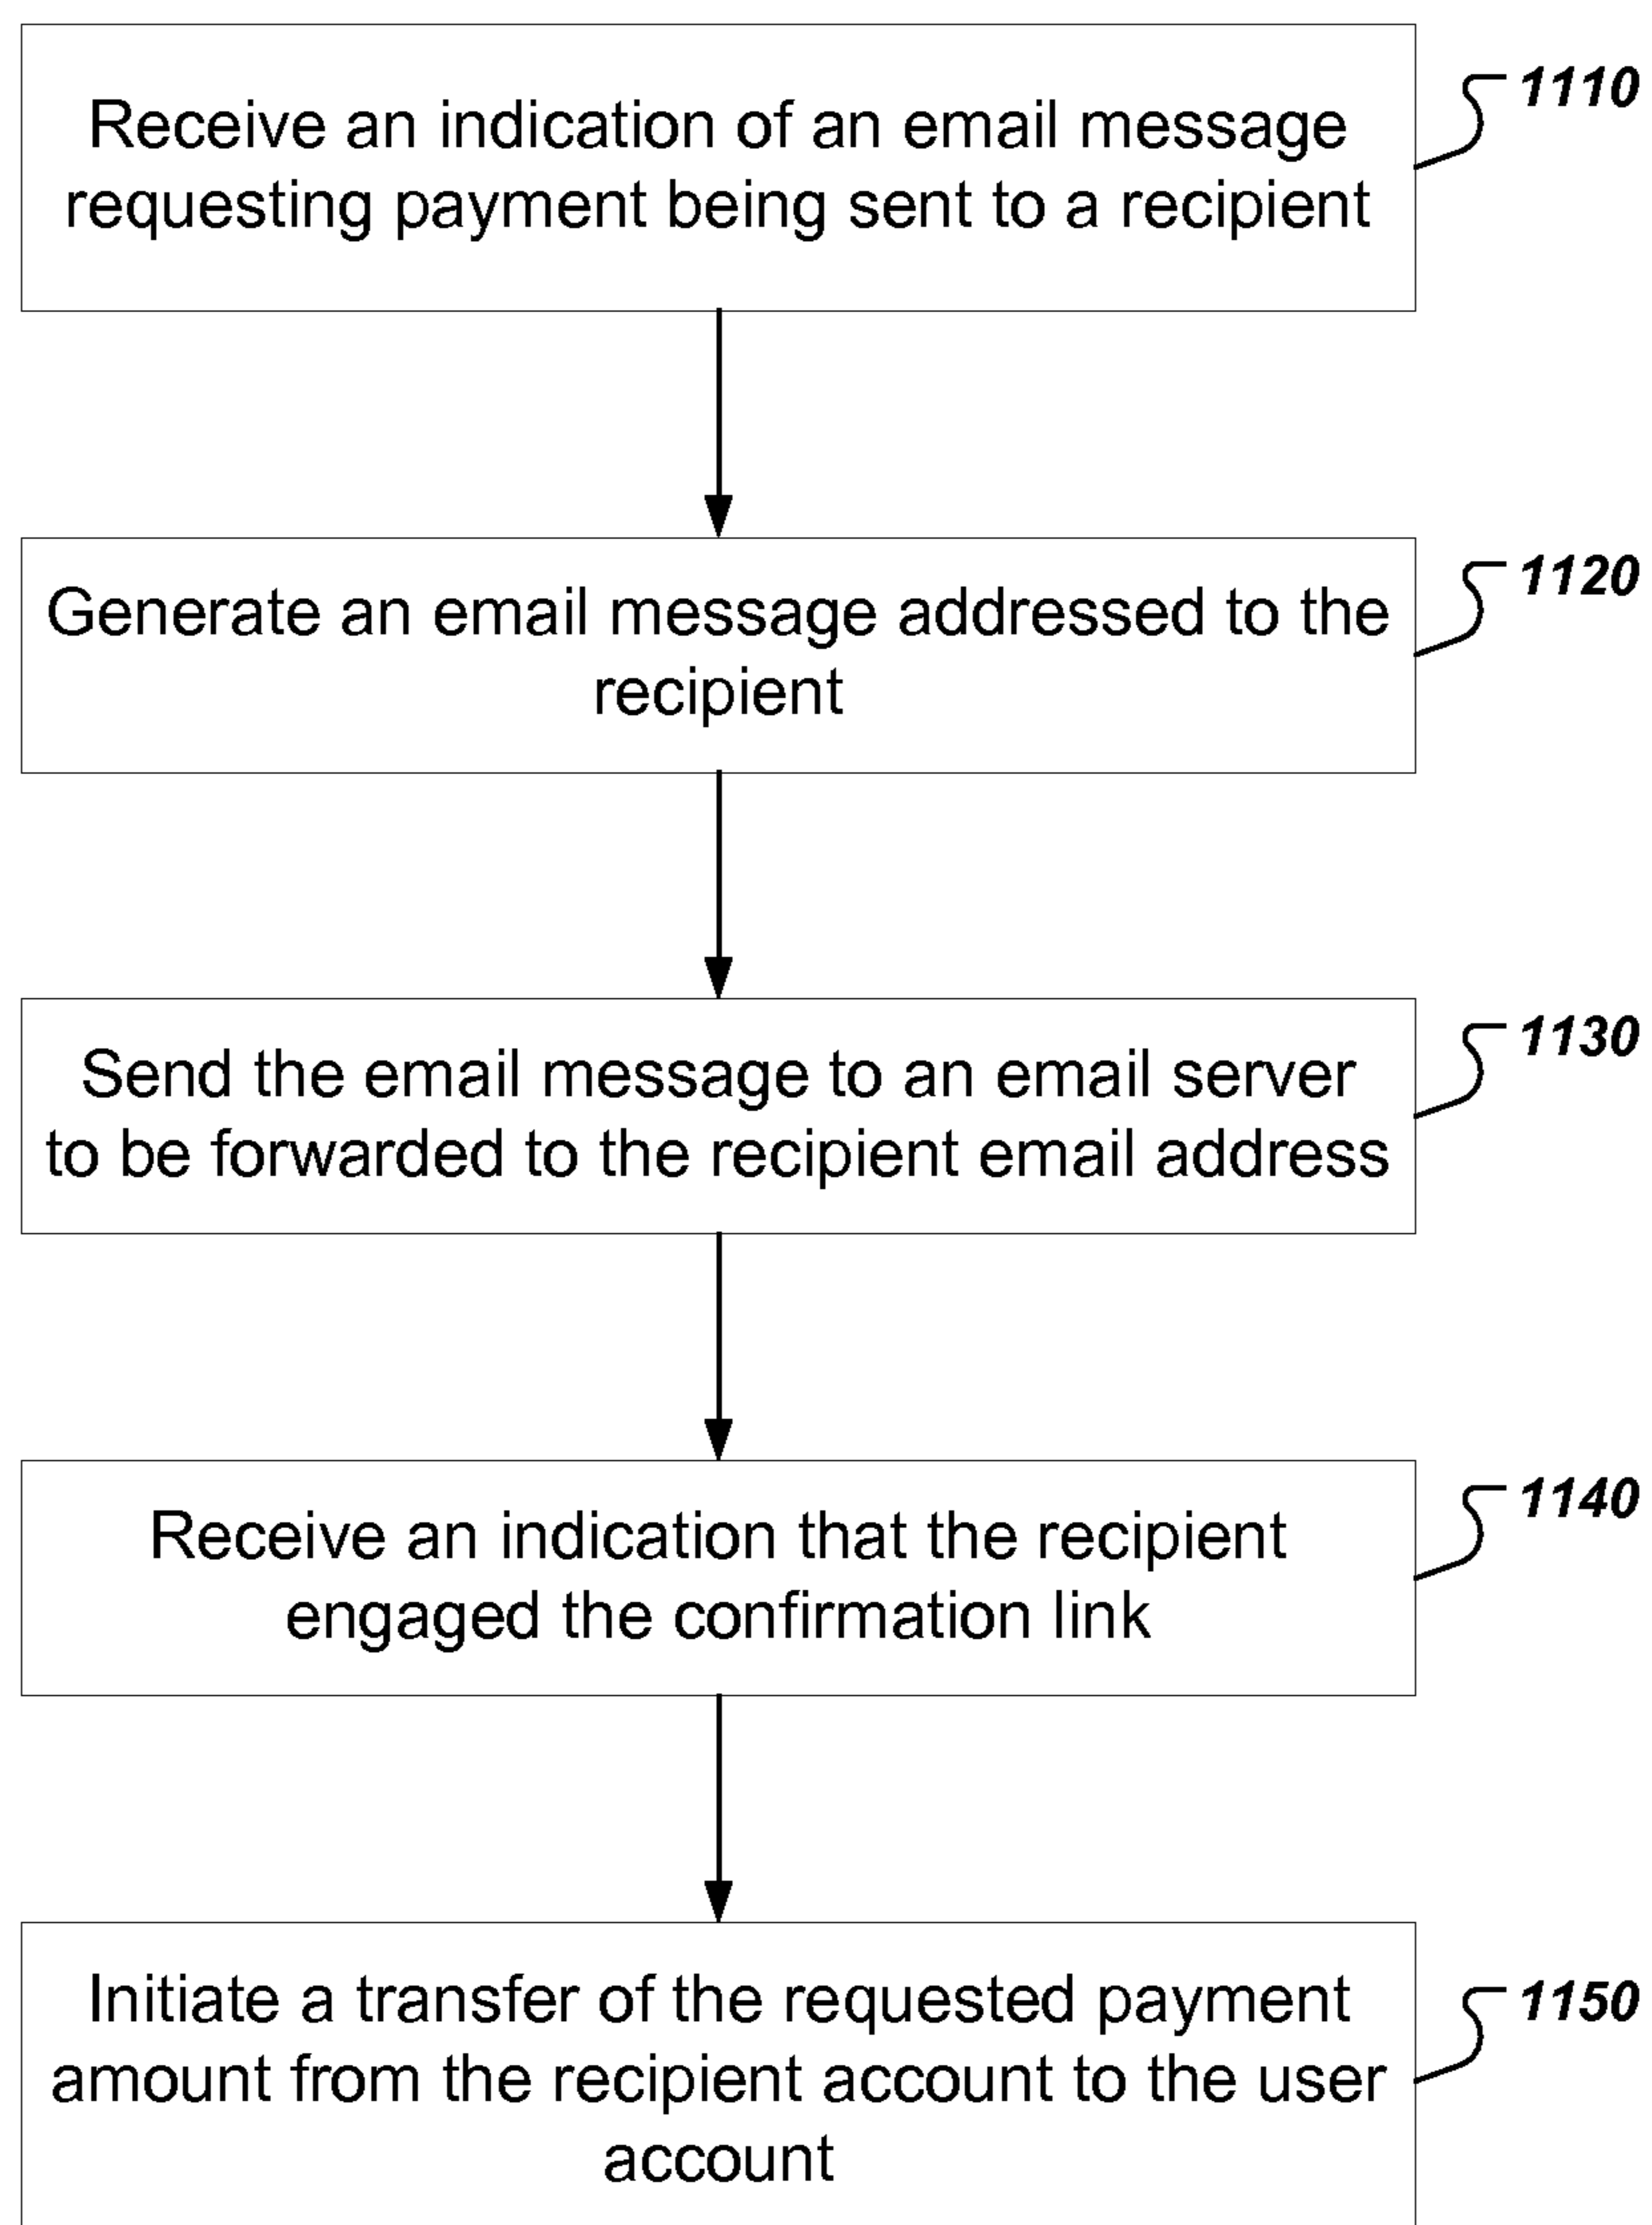 Receive an indication of an email message
requesting payment being sent to a recipient
1110
Generate an email message addressed to the
recipient
1120
Send the email message to an email server
to be forwarded to the recipient email address
1130
Receive an indication that the recipient
engaged the confirmation link
1140
Initiate a transfer of the requested payment
amount from the recipient account to the user
account
1150